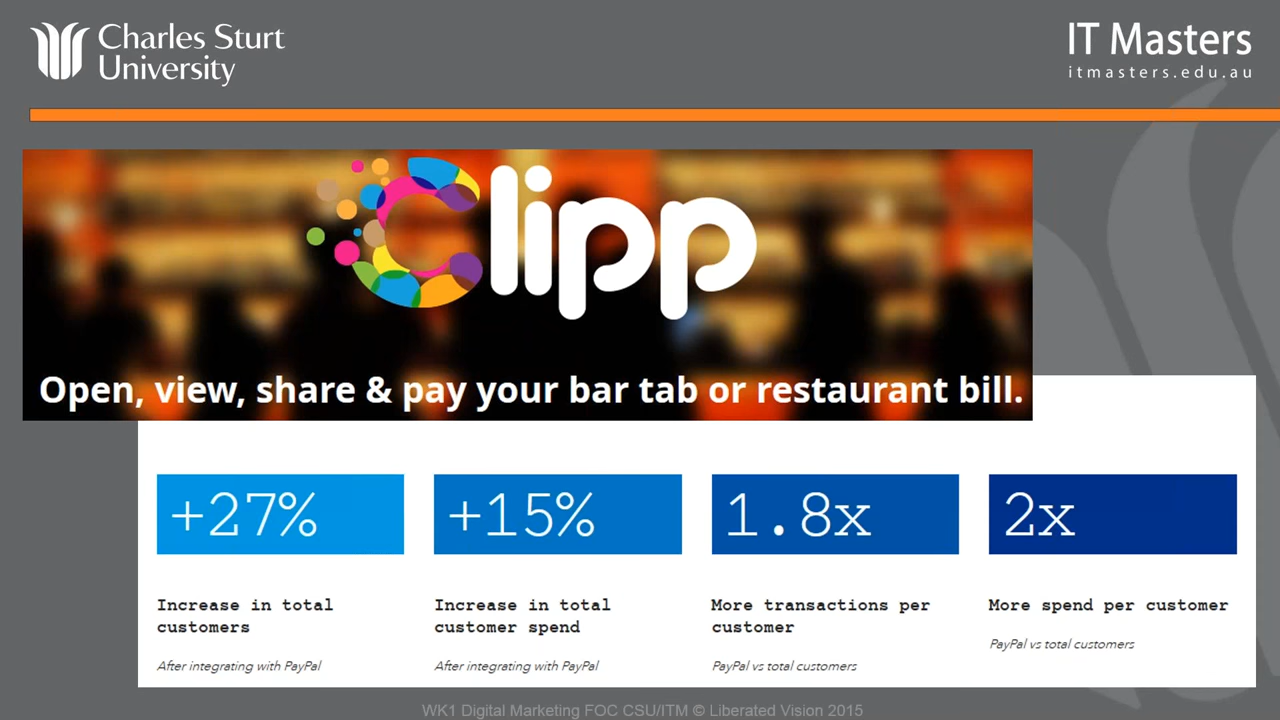 Charles Sturt
University
IT Masters
itmasters.edu.au
Clipp
Open, view, share & pay your bar tab or restaurant bill.
+27%
Increase in total
customers
After integrating with PayPal
+15%
Increase in total
customer spend
After integrating with PayPal
1.8x
More transactions per
customer
PayPal vs total customers
2x
More spend per customer
PayPal vs total customers
WK1 Digital Marketing FOC CSU/ITM © Liberated Vision 2015